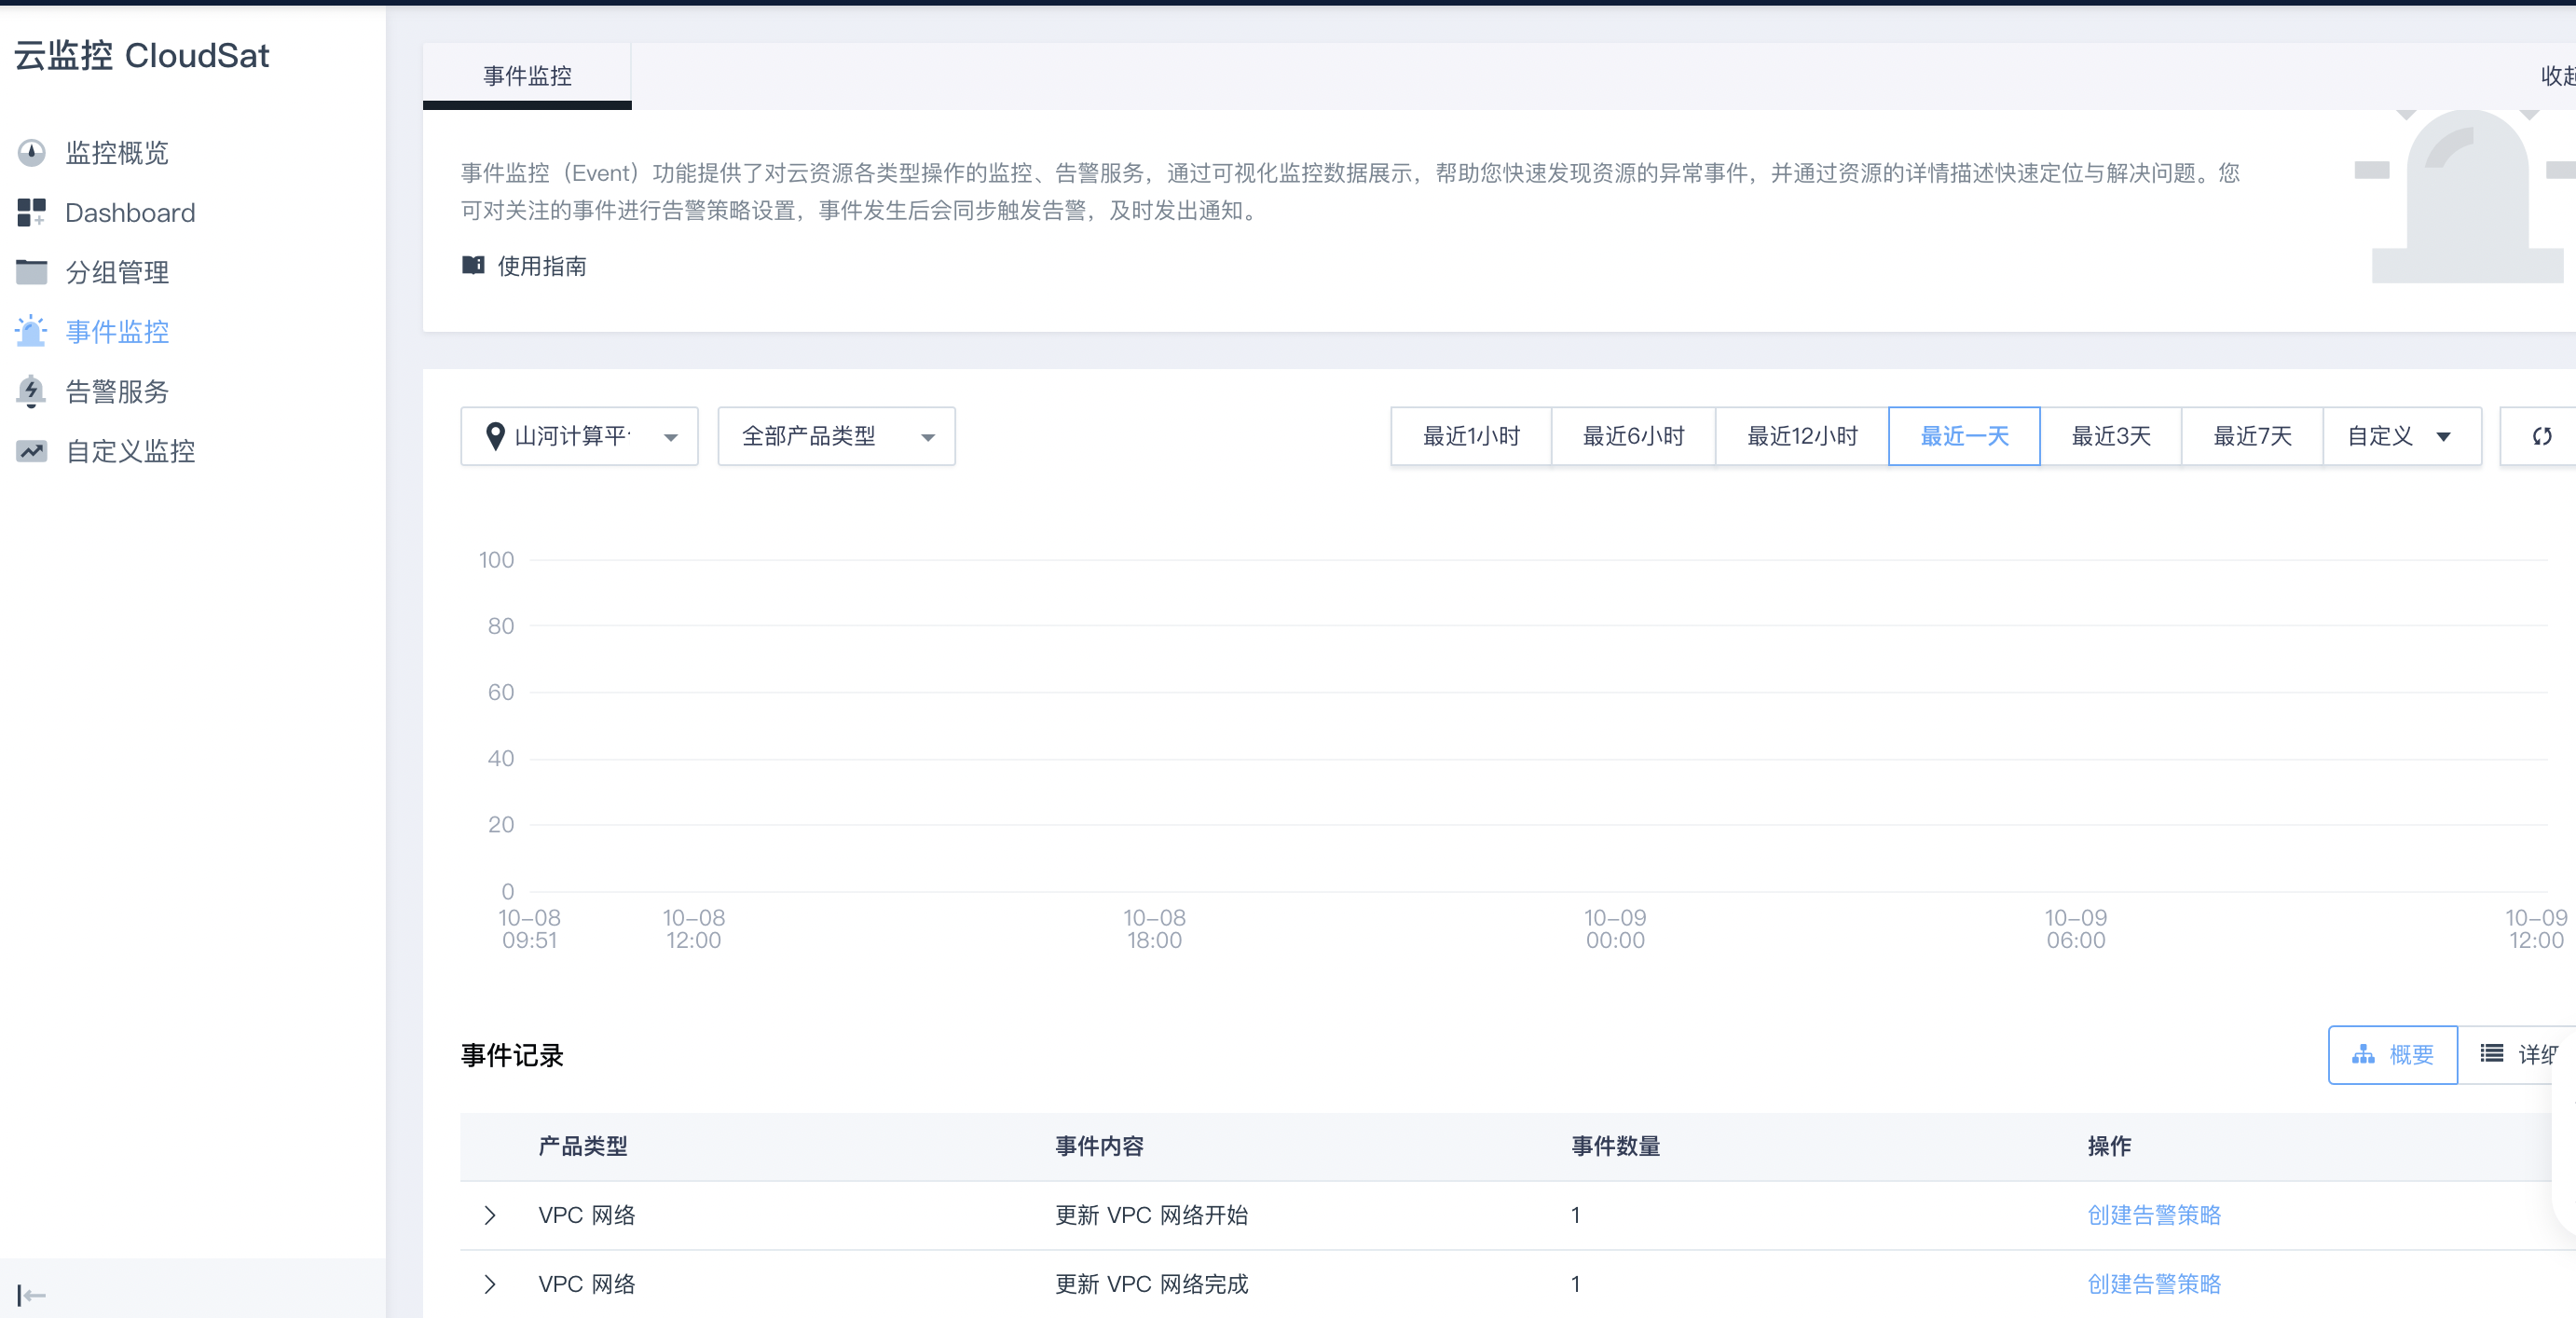 云监控 CloudSat
监控概览
Dashboard
分组管理
事件监控
告警服务
自定义监控
事件监控
收起
事件监控（Event）功能提供了对云资源各类型操作的监控、告警服务，通过可视化监控数据展示，帮助您快速发现资源的异常事件，并通过资源的详情描述快速定位与解决问题。您
可对关注的事件进行告警策略设置，事件发生后会同步触发告警，及时发出通知。
使用指南
山河计算平 全部产品类型 最近1小时 最近6小时 最近12小时 最近一天 最近3天 最近7天 自定义
100
80
60
40
20
0
10-08 10-08 10-08 10-09 10-09 10-09
09:51 12:00 18:00 00:00 06:00 12:00
事件记录 概要 详细
产品类型 事件内容 事件数量 操作
VPC 网络 更新 VPC 网络开始 1 创建告警策略
VPC 网络 更新 VPC 网络完成 1 创建告警策略